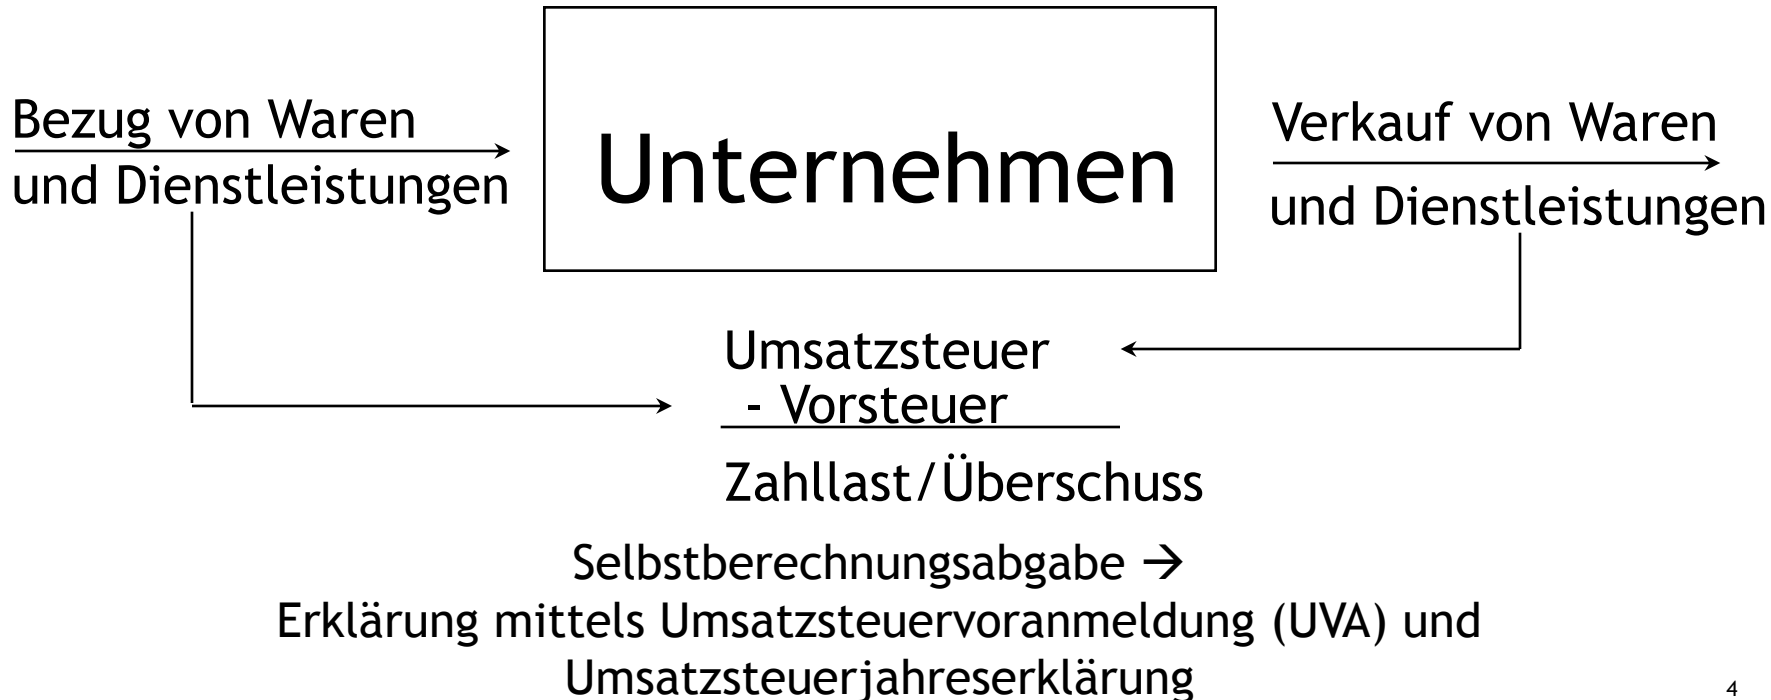 Bezug von Waren
und Dienstleistungen
Unternehmen
Verkauf von Waren
und Dienstleistungen
Umsatzsteuer
- Vorsteuer
Zahllast/Überschuss
Selbstberechnungsabgabe →
Erklärung mittels Umsatzsteuervoranmeldung (UVA) und
Umsatzsteuerjahreserklärung
4